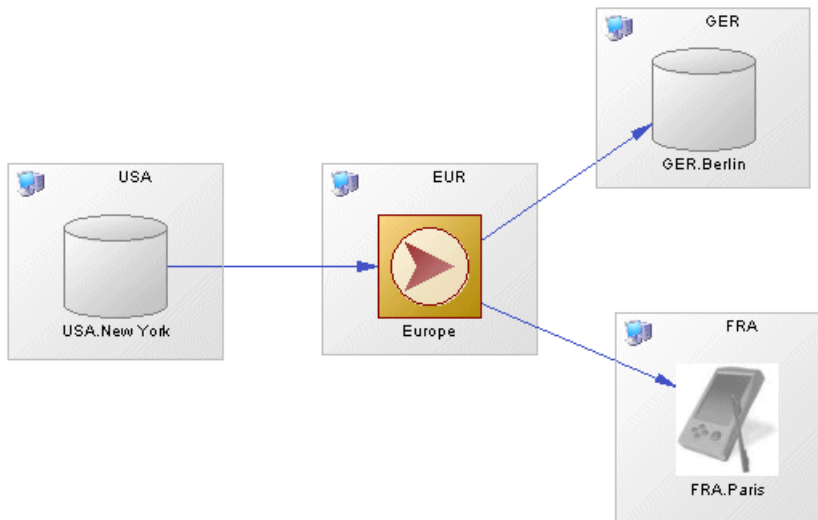 GER
GER.Berlin
USA
USA.New York
EUR
Europe
FRA
FRA.Paris